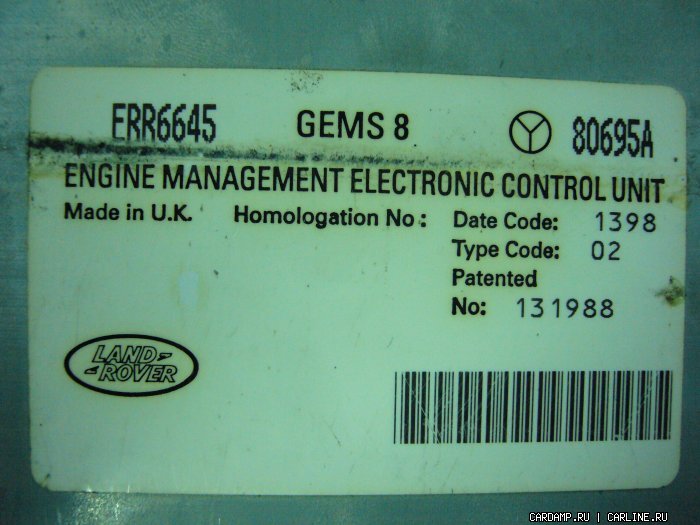 ERR6645 GEMS 8 80695A
ENGINE MANAGEMENT ELECTRONIC CONTROL UNIT
Made in U.K. Homologation No: Date Code: 1398
Type Code: 02
Patented
No: 131988
LAND-
-ROVER
CARDAMP.RU | CARLINE.RU